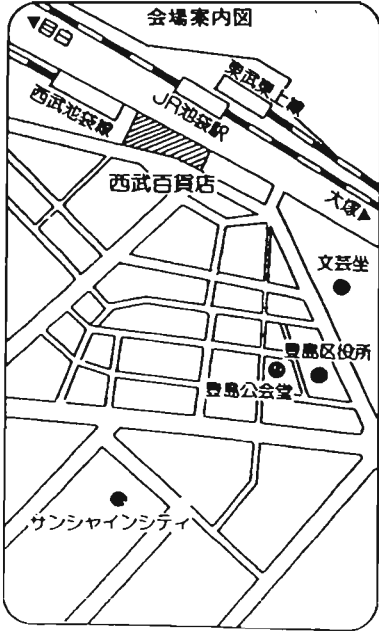 会場案内図
◀目白
東武東上線
JR池袋駅
西武池袋線
西武百貨店
大塚▶
文芸坐
豊島区役所
豊島公会堂
サンシャインシティ